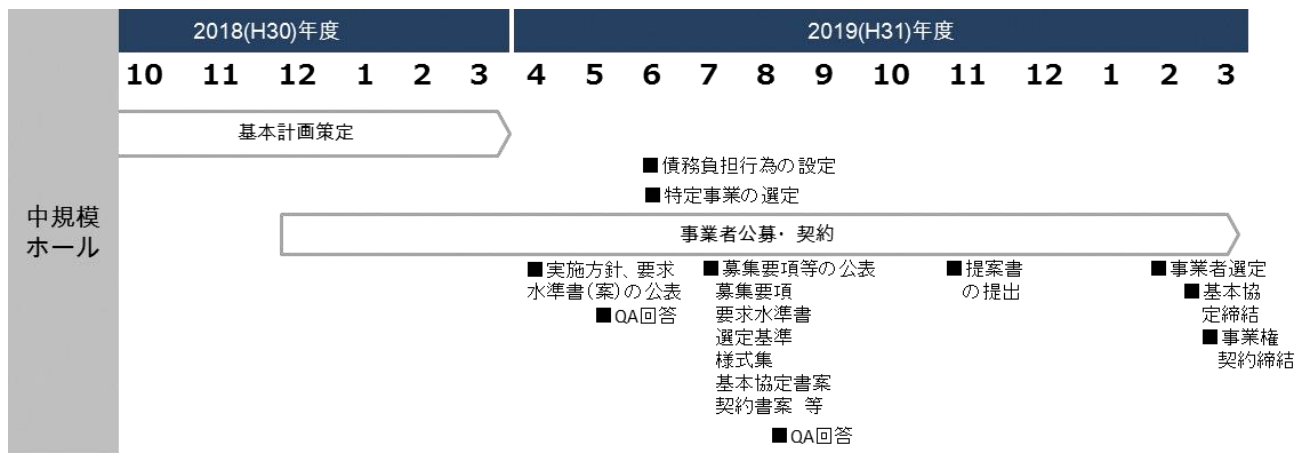 2018(H30)年度
2019(H31)年度
10 11 12 1 2 3 4 5 6 7 8 9 10 11 12 1 2 3
中規模
ホール
基本計画策定
■債務負担行為の設定
■特定事業の選定
事業者公募・契約
■実施方針、要求
水準書(案)の公表
■QA回答
■募集要項等の公表
募集要項
要求水準書
選定基準
様式集
基本協定書案
契約書案 等
■QA回答
■提案書
の提出
■事業者選定
■基本協
定締結
■事業権
契約締結